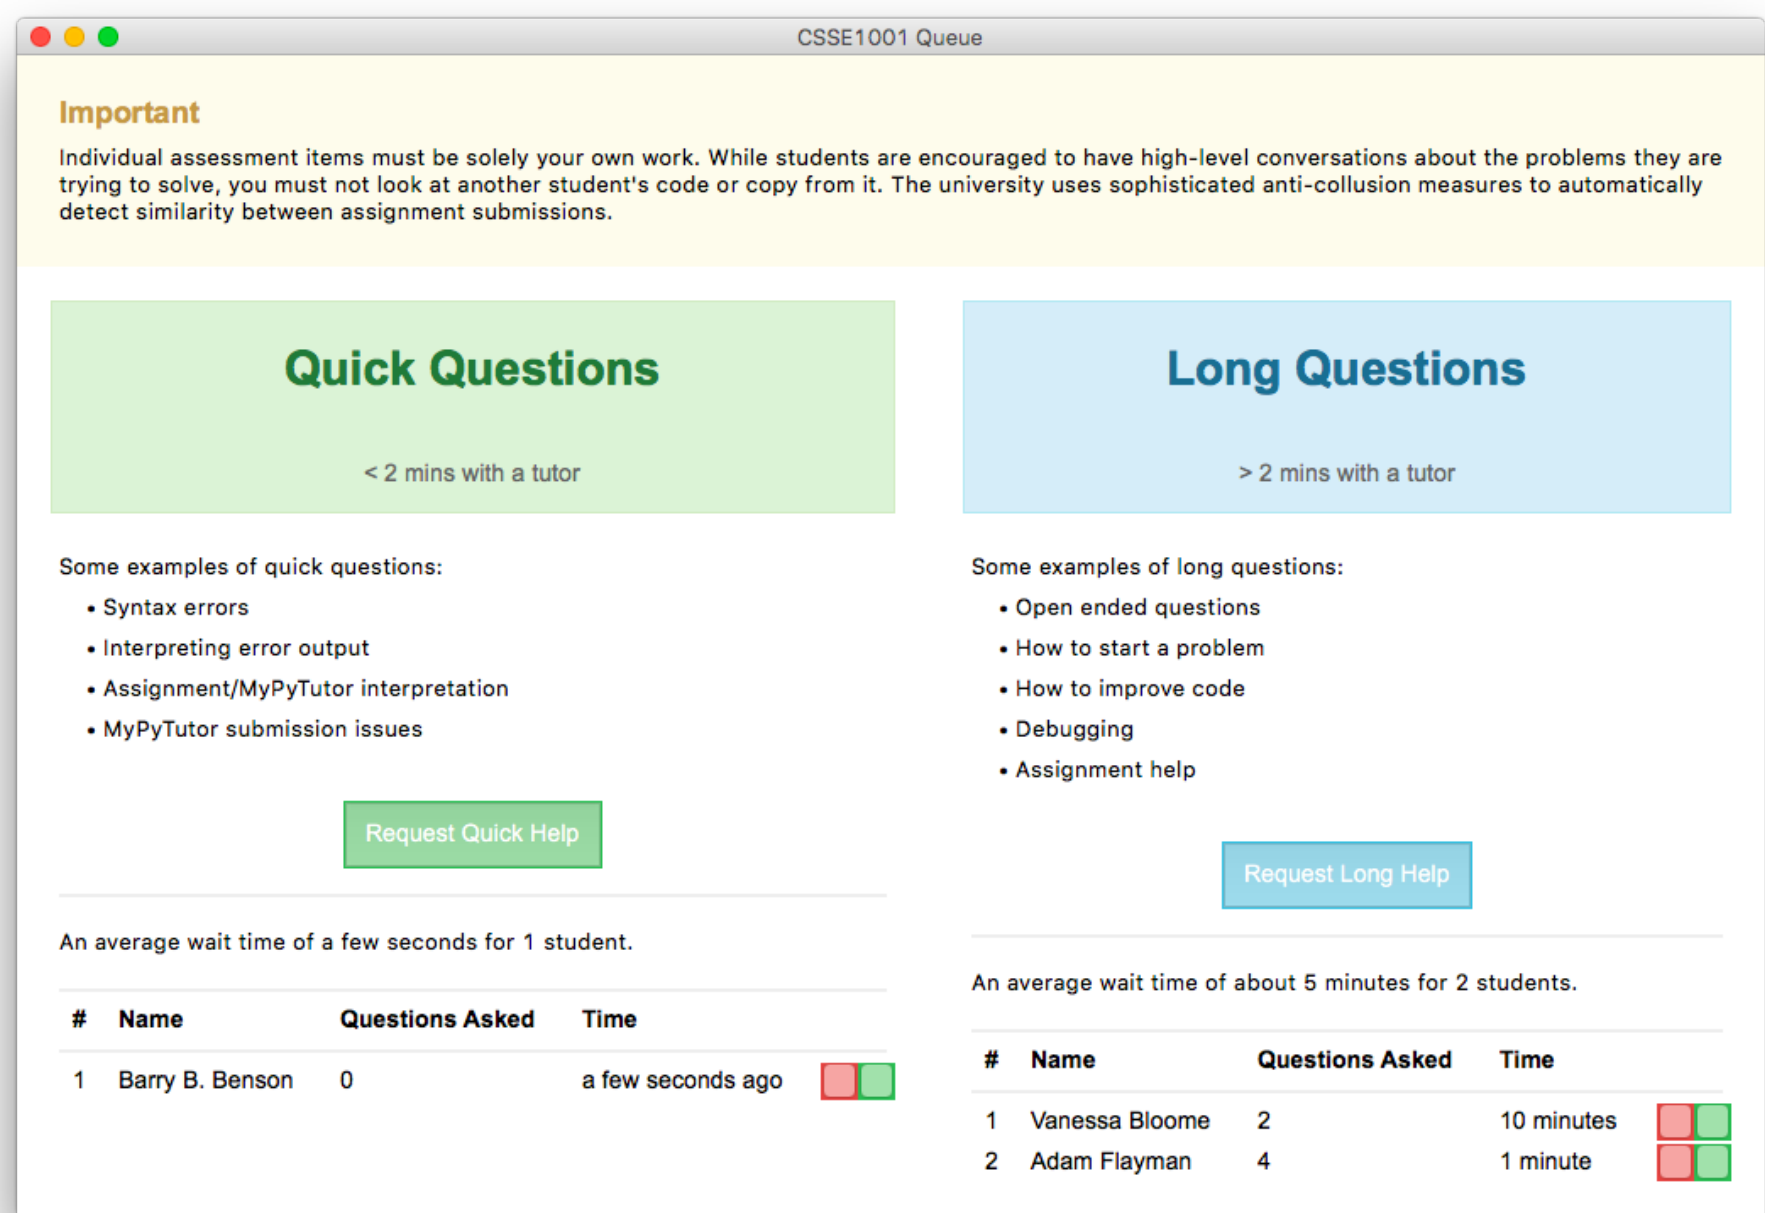 CSSE1001 Queue
Important
Individual assessment items must be solely your own work. While students are encouraged to have high-level conversations about the problems they are
trying to solve, you must not look at another student's code or copy from it. The university uses sophisticated anti-collusion measures to automatically
detect similarity between assignment submissions.
Quick Questions
< 2 mins with a tutor
Some examples of quick questions:
• Syntax errors
• Interpreting error output
• Assignment/MyPyTutor interpretation
• MyPyTutor submission issues
Request Quick Help
An average wait time of a few seconds for 1 student.
# Name Questions Asked Time
1 Barry B. Benson 0 a few seconds ago
Long Questions
> 2 mins with a tutor
Some examples of long questions:
• Open ended questions
• How to start a problem
• How to improve code
• Debugging
• Assignment help
Request Long Help
An average wait time of about 5 minutes for 2 students.
# Name Questions Asked Time
1 Vanessa Bloome 2 10 minutes
2 Adam Flayman 4 1 minute